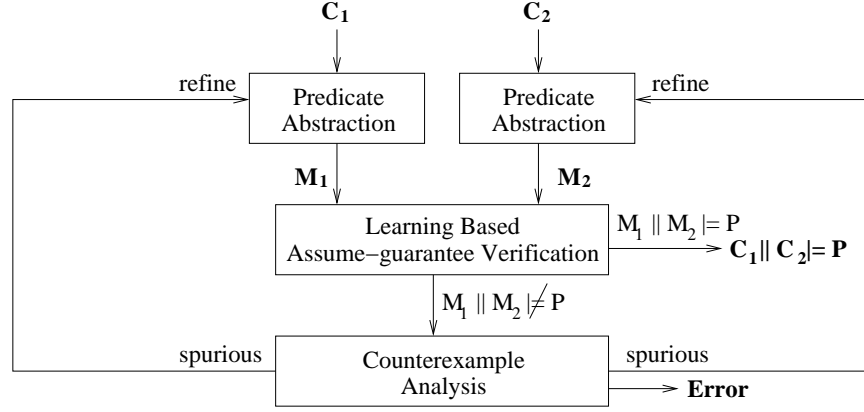 C1 C2
refine refine
Predicate Abstraction
Predicate Abstraction
M1 M2
Learning Based
Assume-guarantee Verification
M1 || M2 |= P
C1 || C2 |= P
M1 || M2 |≠ P
spurious spurious
Counterexample
Analysis
Error